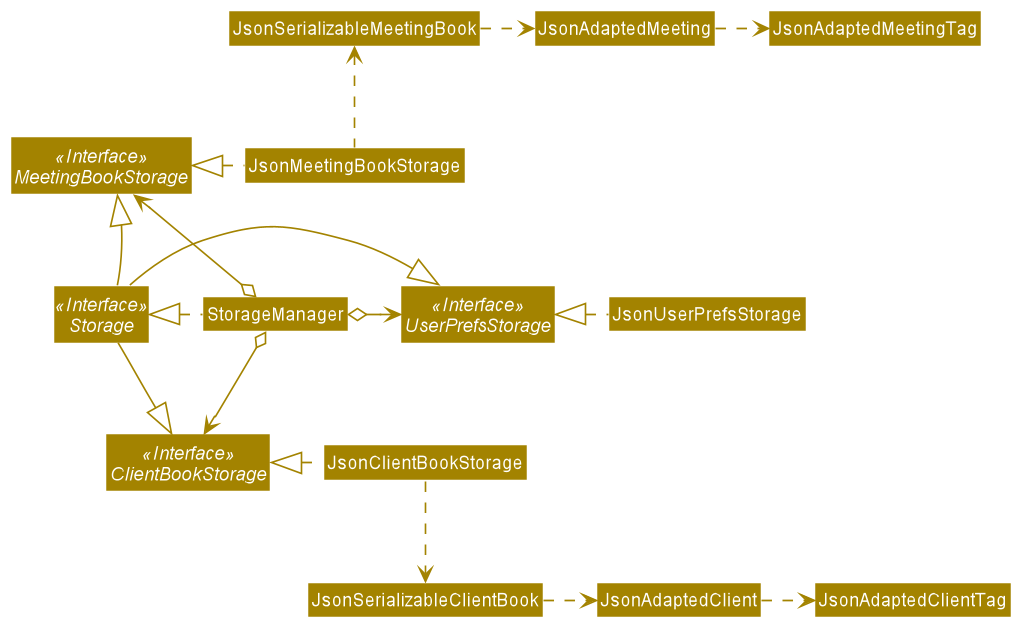 JsonSerializableMeetingBook
JsonAdaptedMeeting
JsonAdaptedMeetingTag
«Interface»
MeetingBookStorage
JsonMeetingBookStorage
«Interface»
Storage
StorageManager
«Interface»
UserPrefsStorage
JsonUserPrefsStorage
«Interface»
ClientBookStorage
JsonClientBookStorage
JsonSerializableClientBook
JsonAdaptedClient
JsonAdaptedClientTag